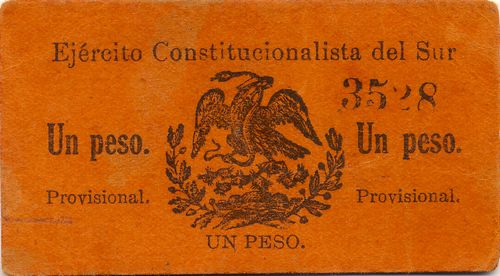 Ejército Constitucionalista del Sur
3528
Un peso. Un peso.
Provisional. Provisional.
UN PESO.